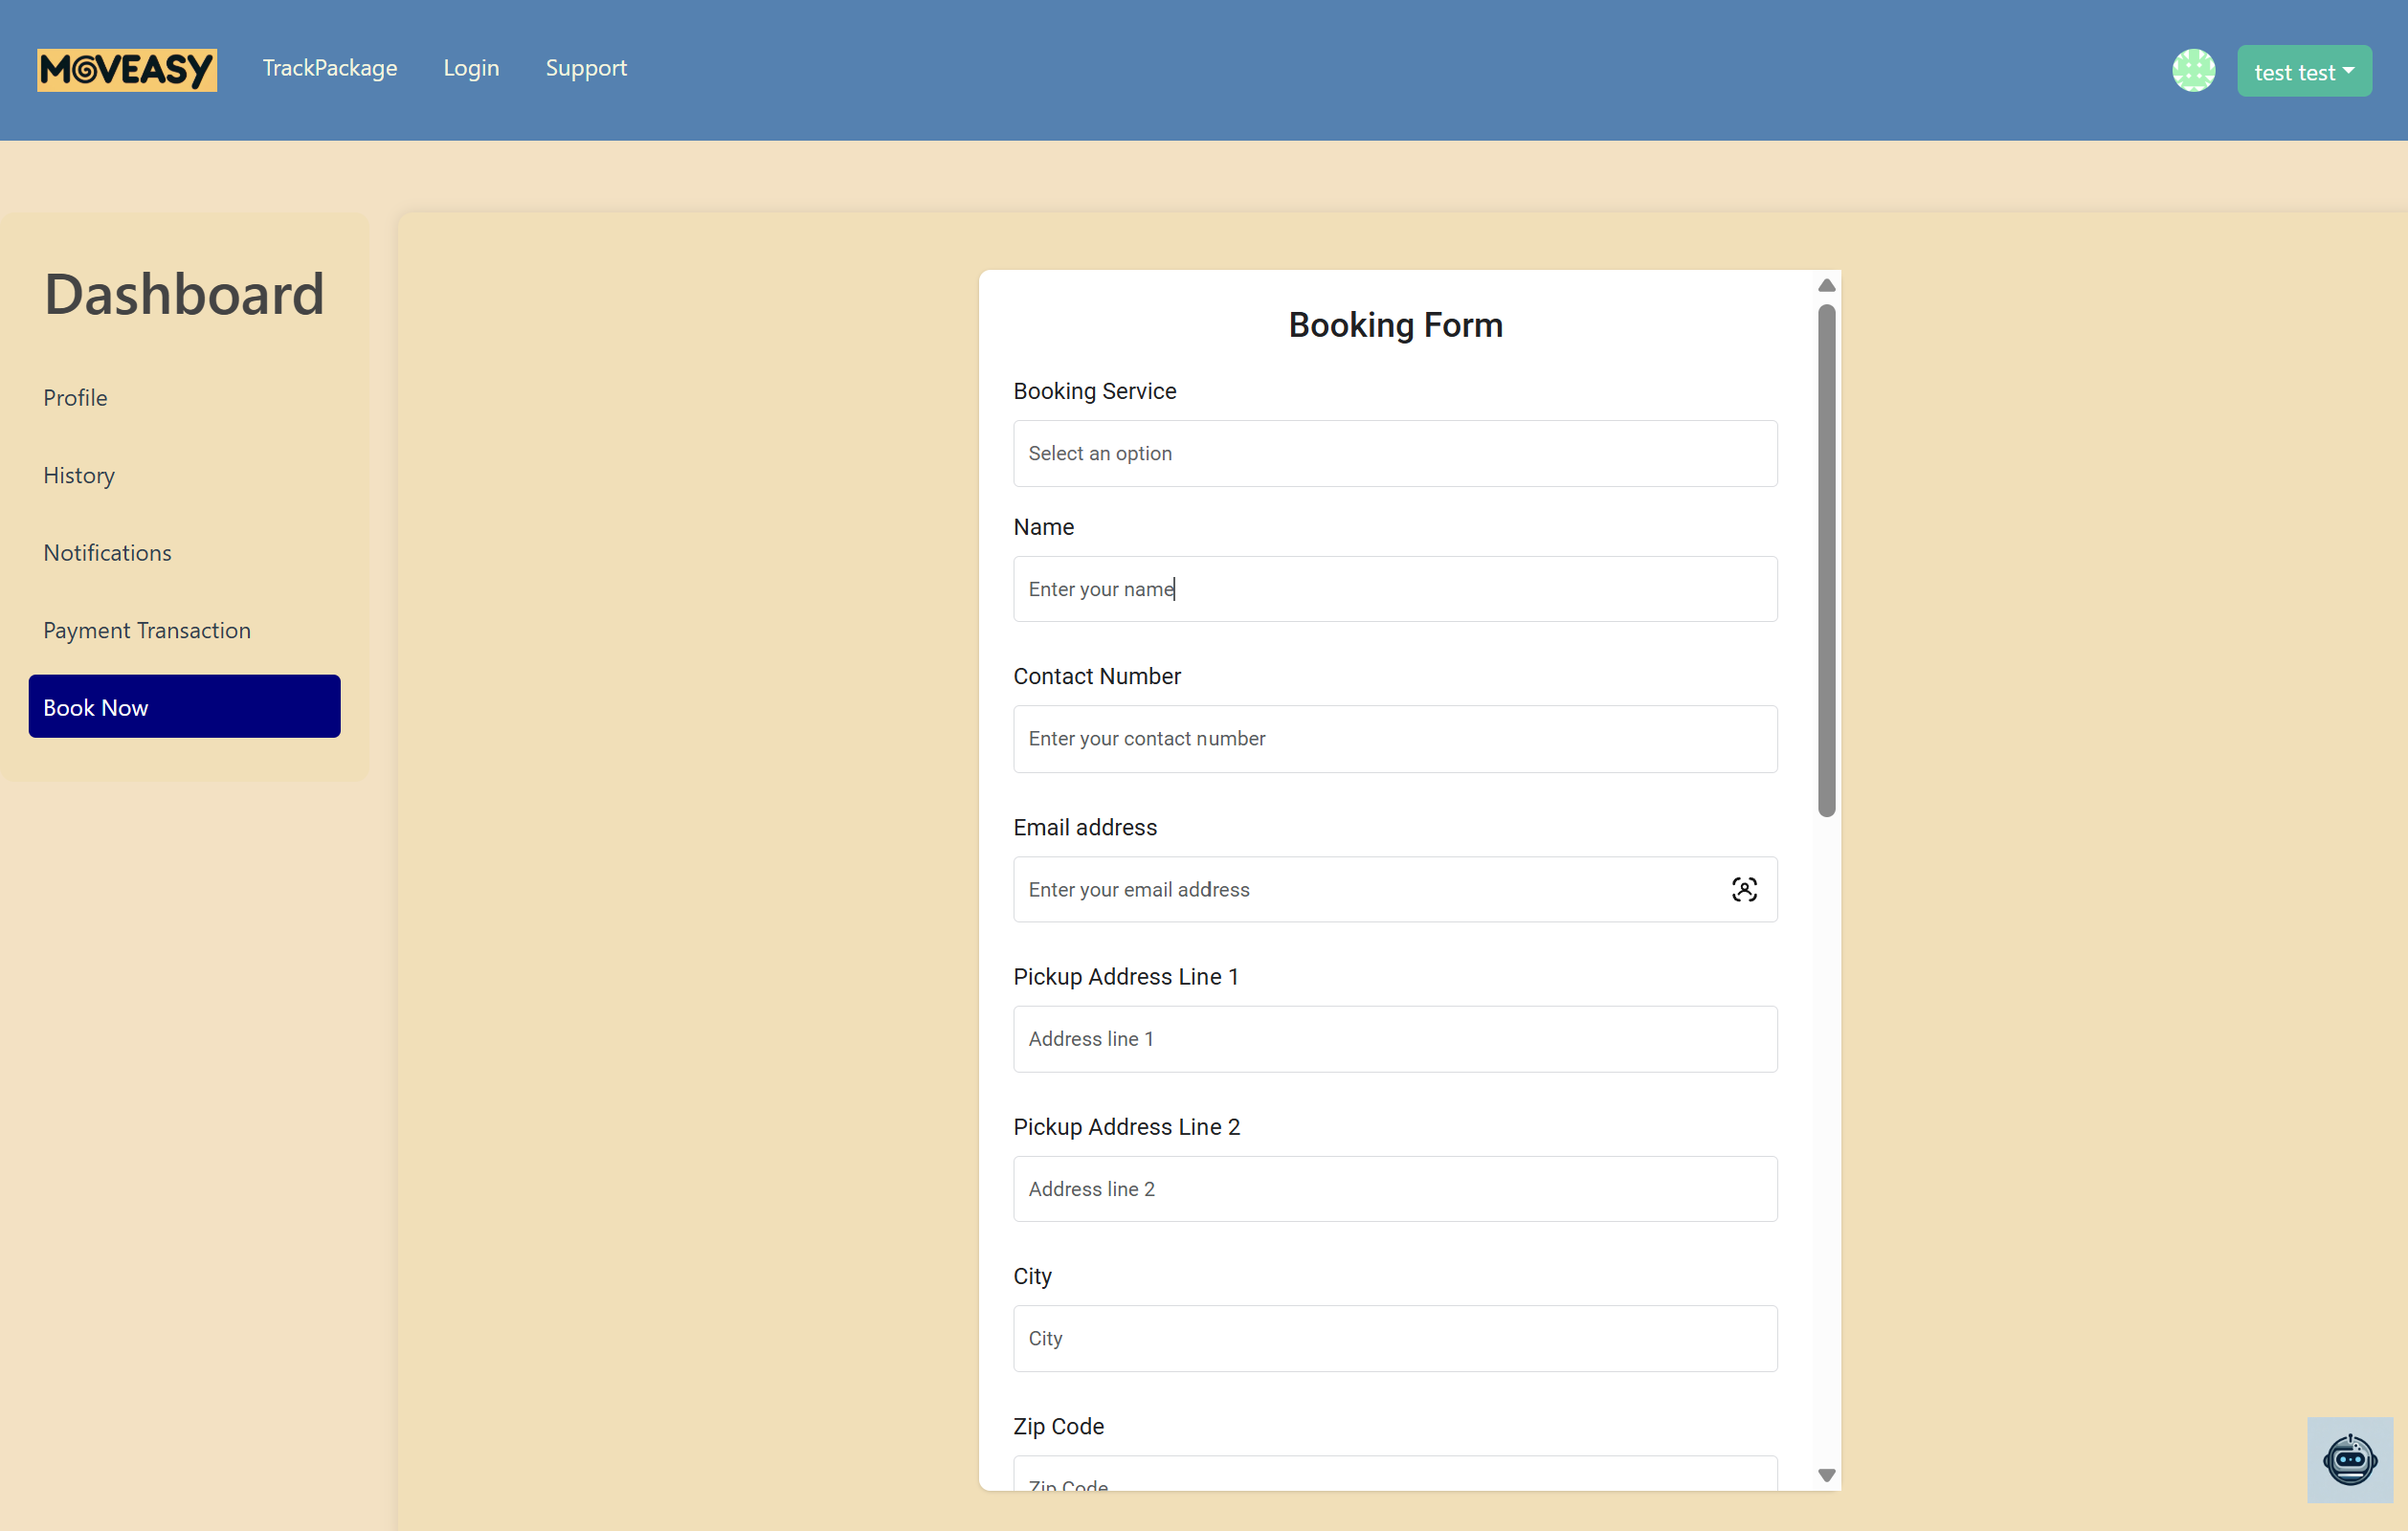 MOVEASY
TrackPackage
Login
Support
test test
Dashboard
Profile
History
Notifications
Payment Transaction
Book Now
Booking Form
Booking Service
Select an option
Name
Enter your name
Contact Number
Enter your contact number
Email address
Enter your email address
Pickup Address Line 1
Address line 1
Pickup Address Line 2
Address line 2
City
City
Zip Code
Zip Code